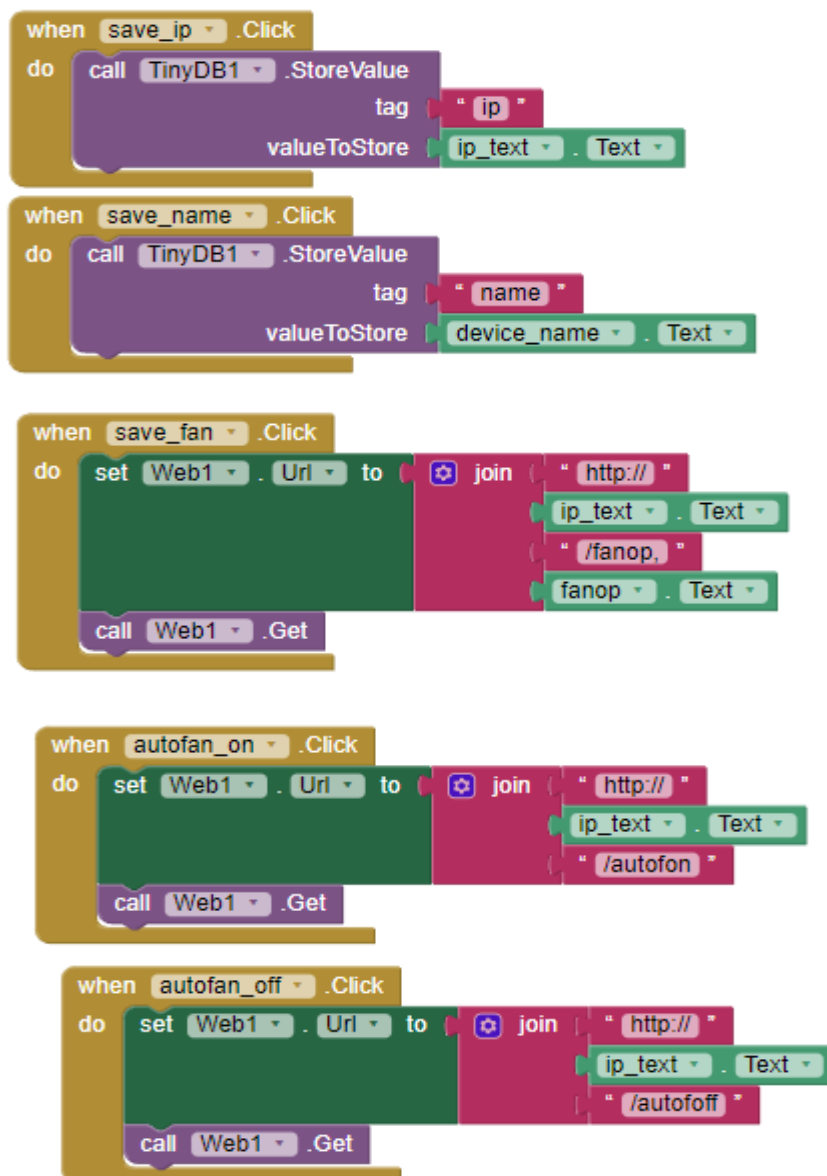 when save_ip .Click
do call TinyDB1 .StoreValue
tag " ip "
valueToStore ip_text . Text
when save_name .Click
do call TinyDB1 .StoreValue
tag " name "
valueToStore device_name . Text
when save_fan .Click
do set Web1 . Url to join " http:// "
ip_text . Text
" /fanop, "
fanop . Text
call Web1 .Get
when autofan_on .Click
do set Web1 . Url to join " http:// "
ip_text . Text
" /autofon "
call Web1 .Get
when autofan_off .Click
do set Web1 . Url to join " http:// "
ip_text . Text
" /autofoff "
call Web1 .Get